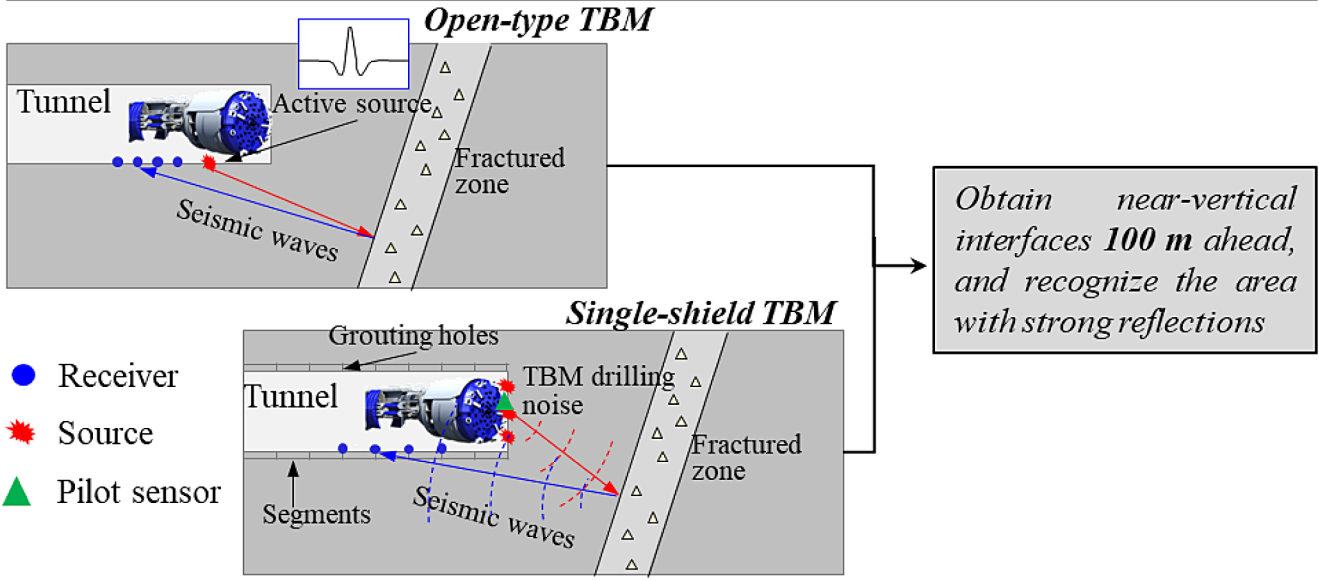 Open-type TBM
Tunnel
Active source
Fractured
zone
Seismic waves
Obtain near-vertical
interfaces 100 m ahead,
and recognize the area
with strong reflections
Single-shield TBM
Grouting holes
Receiver
Source
Pilot sensor
Tunnel
TBM drilling
noise
Fractured
zone
Seismic waves
Segments